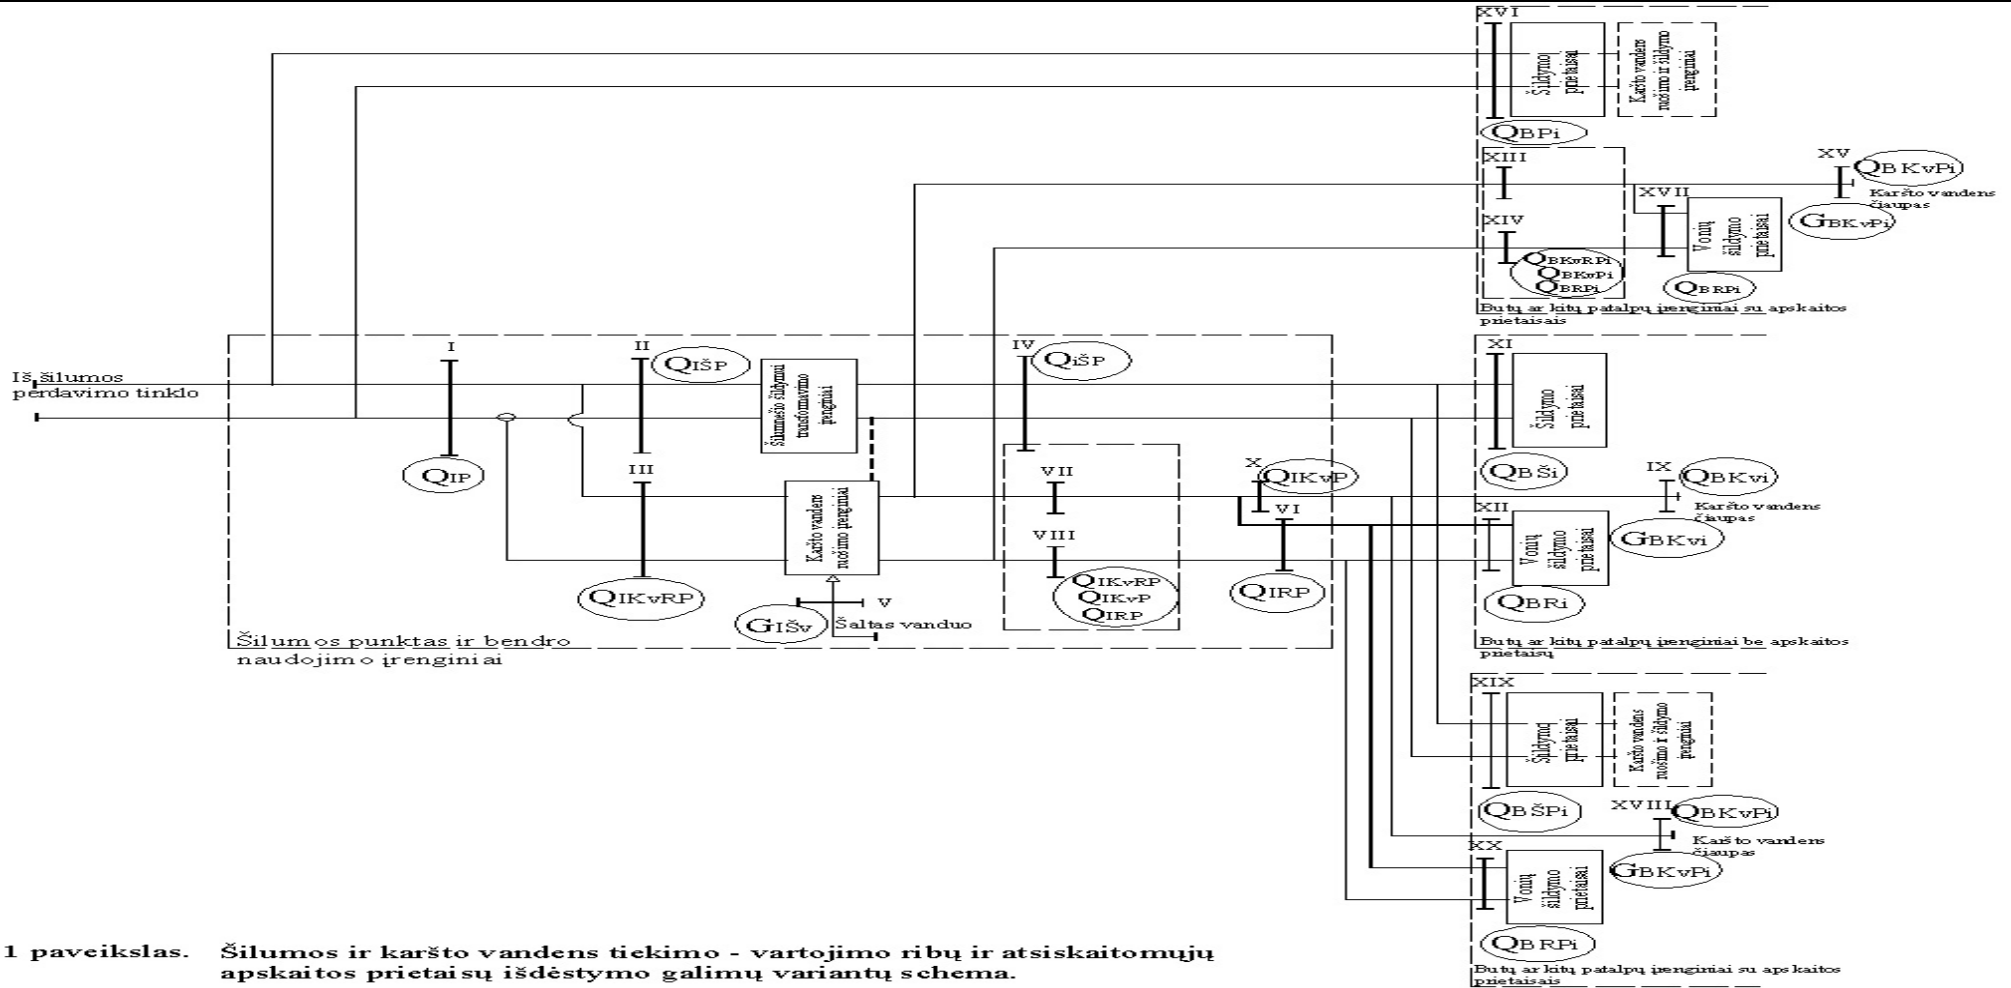 XVI
Šildymo
prietaisai
Karšto vandens
ruošimo ir šildymo
įrenginiai
QBPi
XIII
XV
QBKvPi
Karšto vandens
čiaupas
GBKvPi
XVII
Vonių
šildymo
prietaisai
XIV
QBKvRPi
QBKvPi
QBRPi
QBRPi
Butų ar kitų patalpų įrenginiai su apskaitos
prietaisais
I
II
QIŠP
IV
QiŠP
XI
Iš šilumos
perdavimo tinklo
Šilumnešio šildymui
transformavimo
įrenginiai
Šildymo
prietaisai
QIP
III
VII
X
QIKvP
QBŠi
IX
QBKvi
Karšto vandens
čiaupas
Karšto vandens
ruošimo įrenginiai
VI
XII
VIII
Vonių
šildymo
prietaisai
GBKvi
QIKvRP
QIKvRP
QIKvP
QIRP
QIRP
QBRi
V
GIŠv
Šaltas vanduo
Šilumos punktas ir bendro
naudojimo įrenginiai
Butų ar kitų patalpų įrenginiai be apskaitos
prietaisų
XIX
Šildymo
prietaisai
Karšto vandens
ruošimo ir šildymo
įrenginiai
QBŠPi
XVIII
QBKvPi
Karšto vandens
čiaupas
XX
Vonių
šildymo
prietaisai
GBKvPi
QBRPi
Butų ar kitų patalpų įrenginiai su apskaitos
prietaisais
1 paveikslas. Šilumos ir karšto vandens tiekimo - vartojimo ribų ir atsiskaitomųjų
apskaitos prietaisų išdėstymo galimų variantų schema.